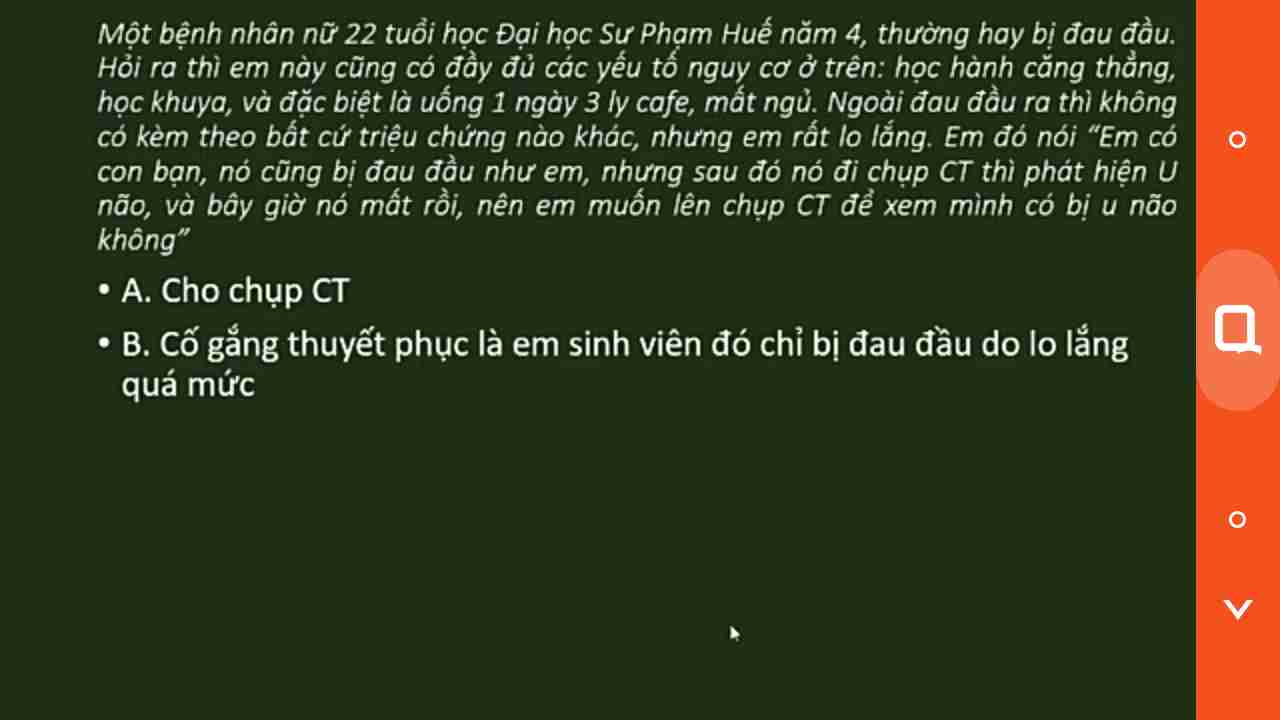 Một bệnh nhân nữ 22 tuổi học Đại học Sư Phạm Huế năm 4, thường hay bị đau đầu.
Hỏi ra thì em này cũng có đầy đủ các yếu tố nguy cơ ở trên: học hành căng thẳng,
học khuya, và đặc biệt là uống 1 ngày 3 ly cafe, mất ngủ. Ngoài đau đầu ra thì không
có kèm theo bất cứ triệu chứng nào khác, nhưng em rất lo lắng. Em đó nói “Em có
con bạn, nó cũng bị đau đầu như em, nhưng sau đó nó đi chụp CT thì phát hiện U
não, và bây giờ nó mất rồi, nên em muốn lên chụp CT để xem mình có bị u não
không”
• A. Cho chụp CT
• B. Cố gắng thuyết phục là em sinh viên đó chỉ bị đau đầu do lo lắng
quá mức